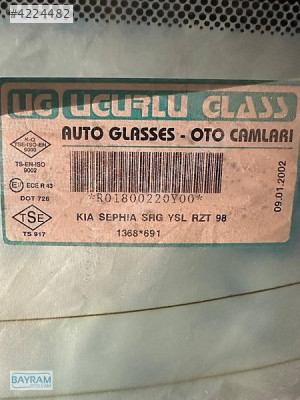 #4224482
UG UGURLU GLASS
AUTO GLASSES - OTO CAMLARI
K-Q
TSE-ISO-EN
9000
TS-EN-ISO
9002
ECE R 43
DOT 726
TSE
TS 917
*R01800220Y00*
KIA SEPHIA SRG YSL RZT 98
1368*691
09.01.2002
BAYRAM